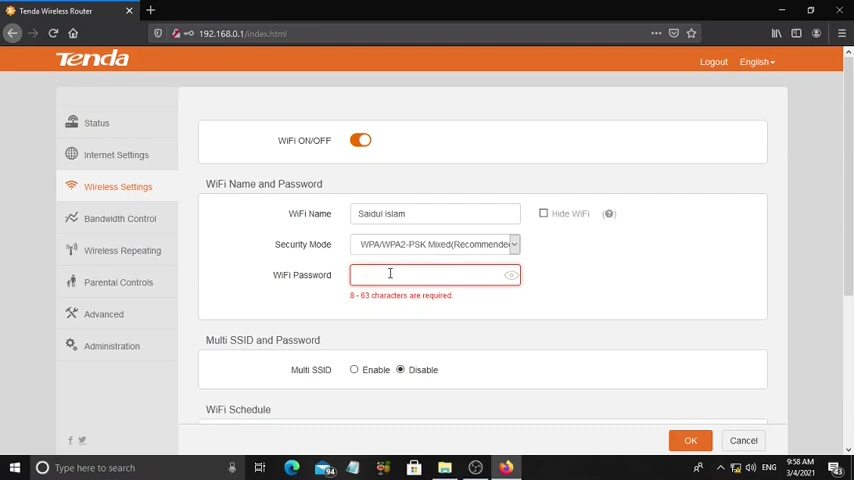 Tenda Wireless Router
192.168.0.1/index.html
Tenda
Logout English
Status
Internet Settings
Wireless Settings
Bandwidth Control
Wireless Repeating
Parental Controls
Advanced
Administration
WiFi ON/OFF
WiFi Name and Password
WiFi Name Saidul islam Hide WiFi (?)
Security Mode WPA/WPA2-PSK Mixed(Recommended
WiFi Password
8 - 63 characters are required.
Multi SSID and Password
Multi SSID Enable Disable
WiFi Schedule
OK Cancel
Type here to search
94
ENG
9:58 AM
3/4/2021
43